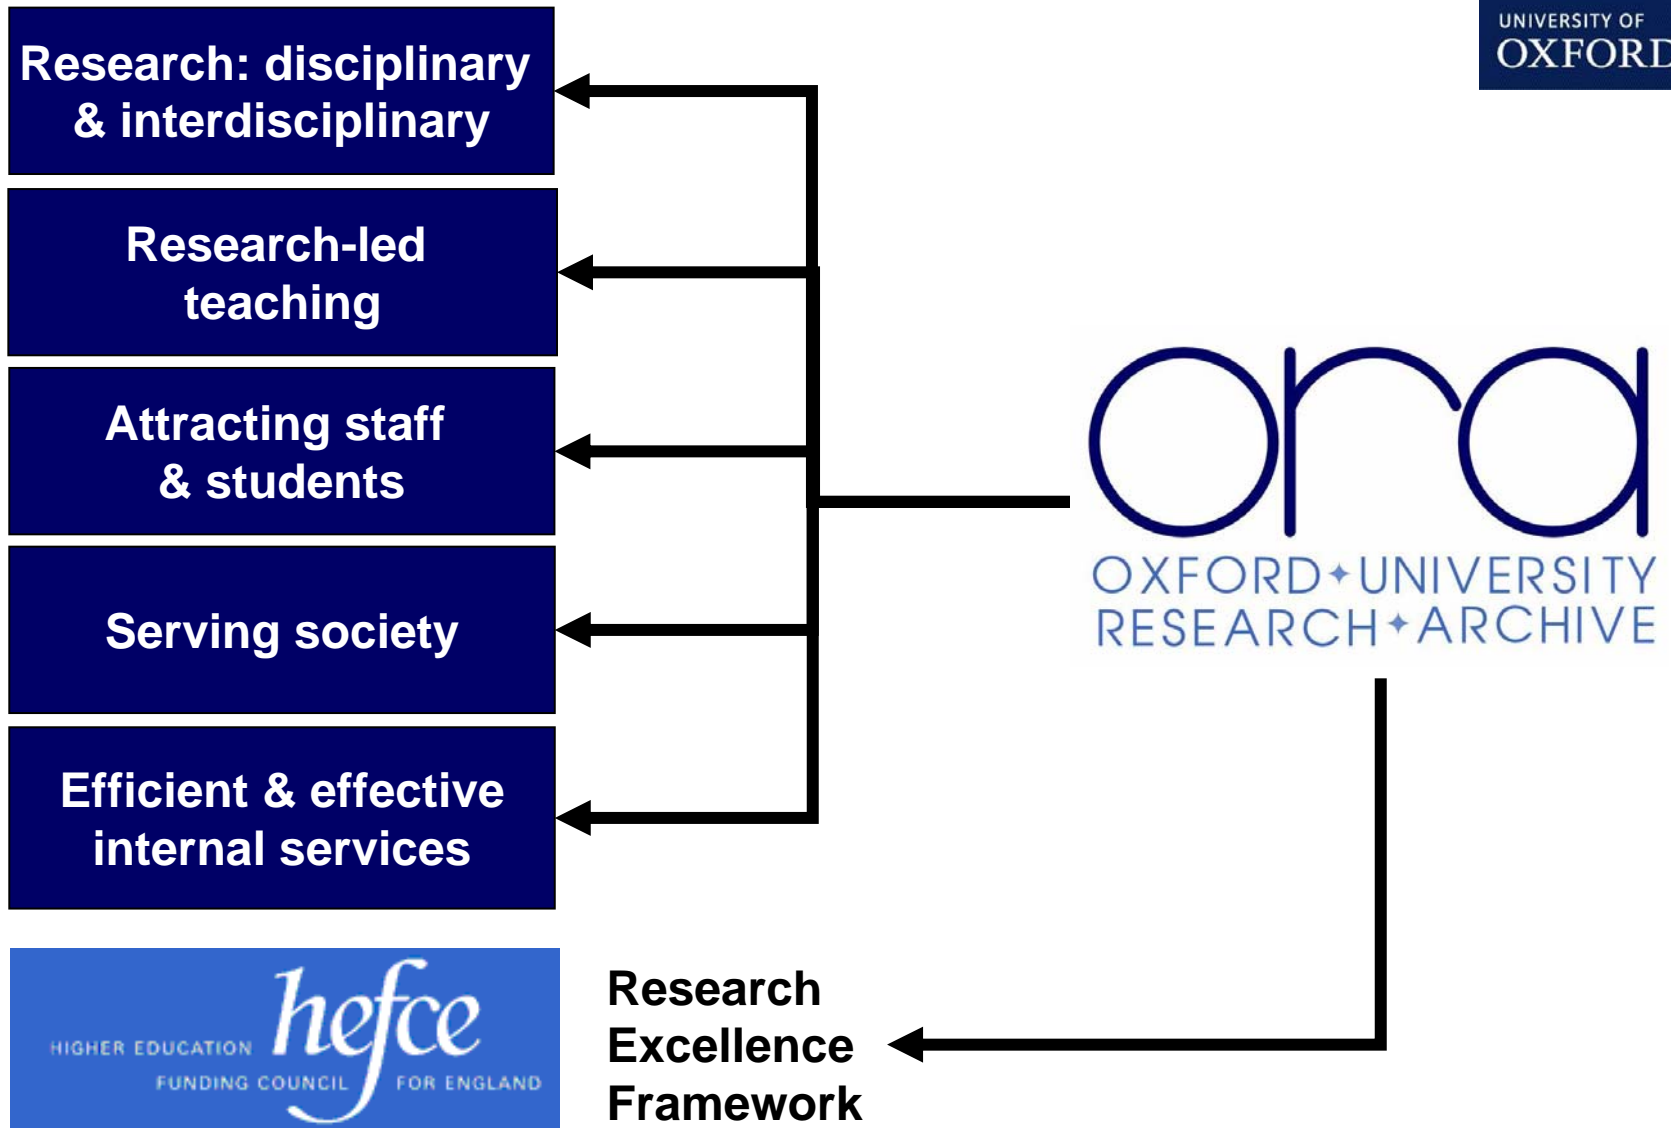 UNIVERSITY OF
OXFORD
Research: disciplinary
& interdisciplinary
Research-led
teaching
Attracting staff
& students
Serving society
Efficient & effective
internal services
ora
OXFORD✦UNIVERSITY
RESEARCH✦ARCHIVE
HIGHER EDUCATION hefce
FUNDING COUNCIL FOR ENGLAND
Research
Excellence
Framework